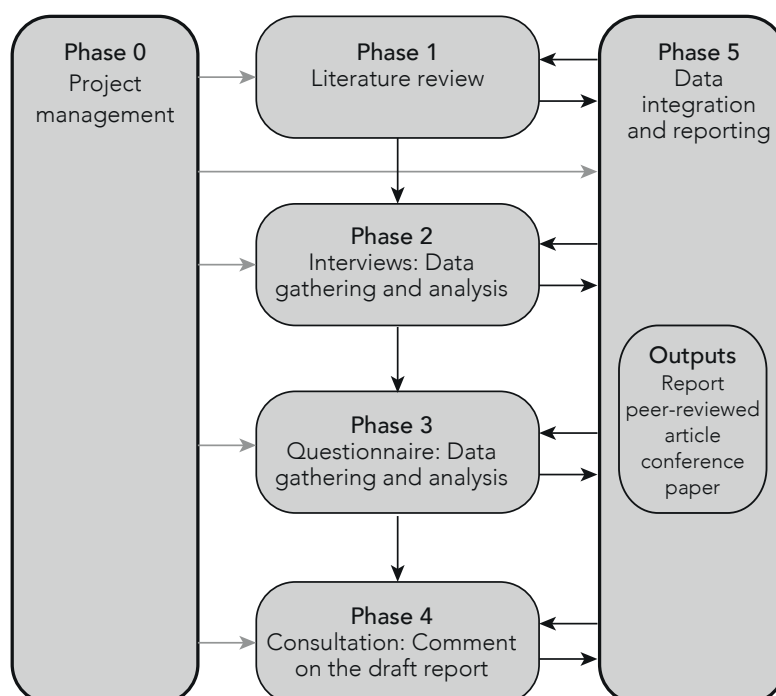 Phase 0
Project
management
Phase 1
Literature review
Phase 2
Interviews: Data
gathering and analysis
Phase 3
Questionnaire: Data
gathering and analysis
Phase 4
Consultation: Comment
on the draft report
Phase 5
Data
integration
and reporting
Outputs
Report
peer-reviewed
article
conference
paper